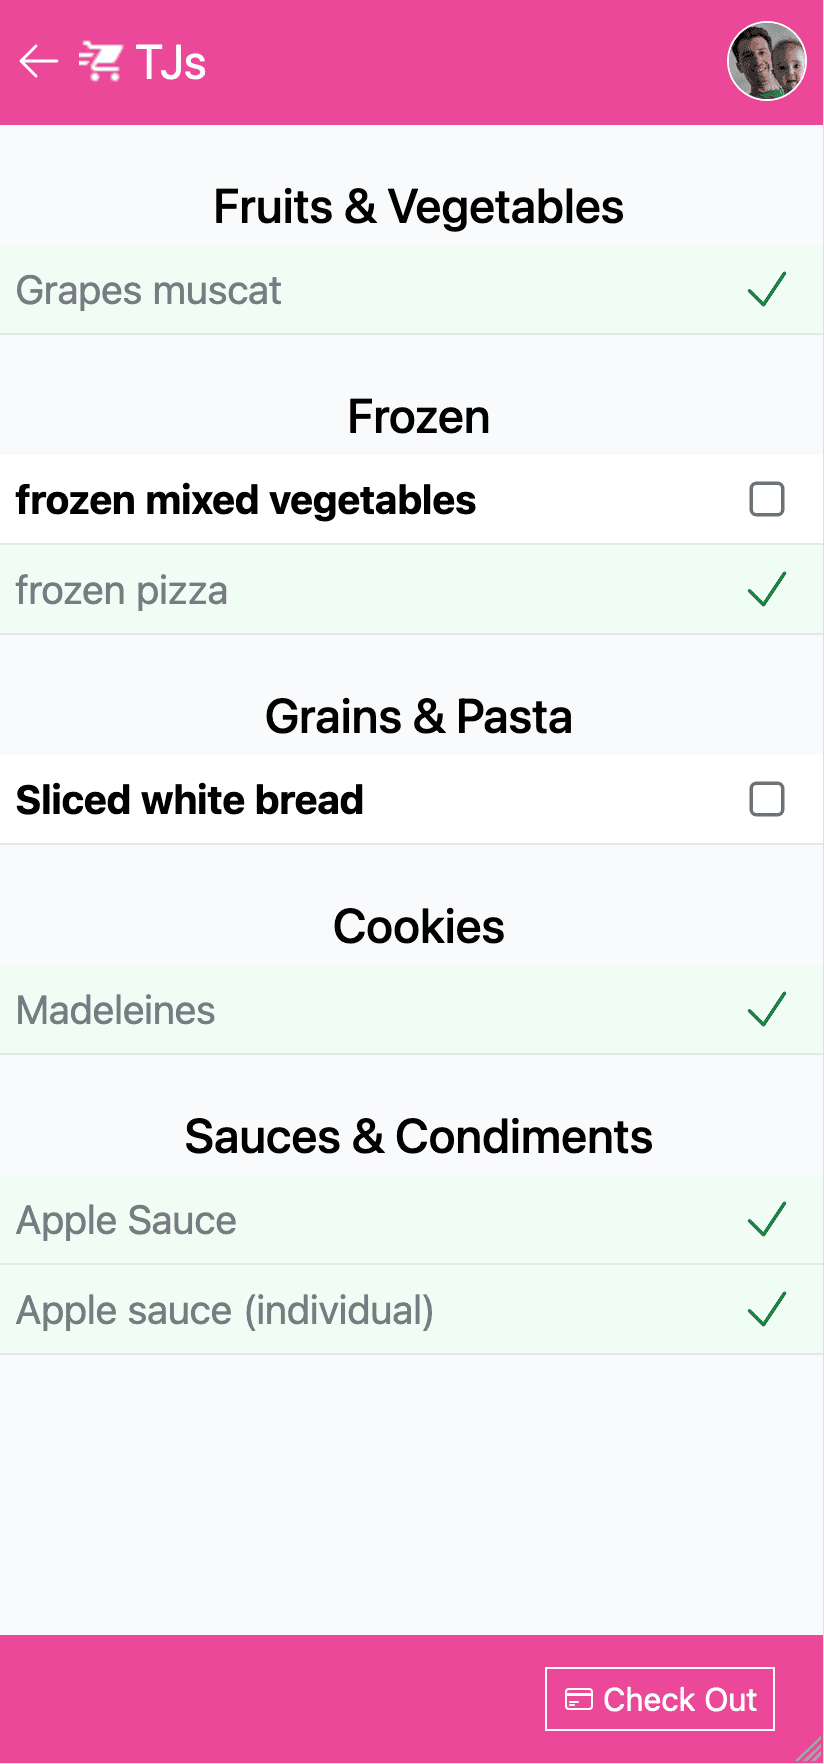 TJs
Fruits & Vegetables
Grapes muscat
Frozen
frozen mixed vegetables
frozen pizza
Grains & Pasta
Sliced white bread
Cookies
Madeleines
Sauces & Condiments
Apple Sauce
Apple sauce (individual)
Check Out